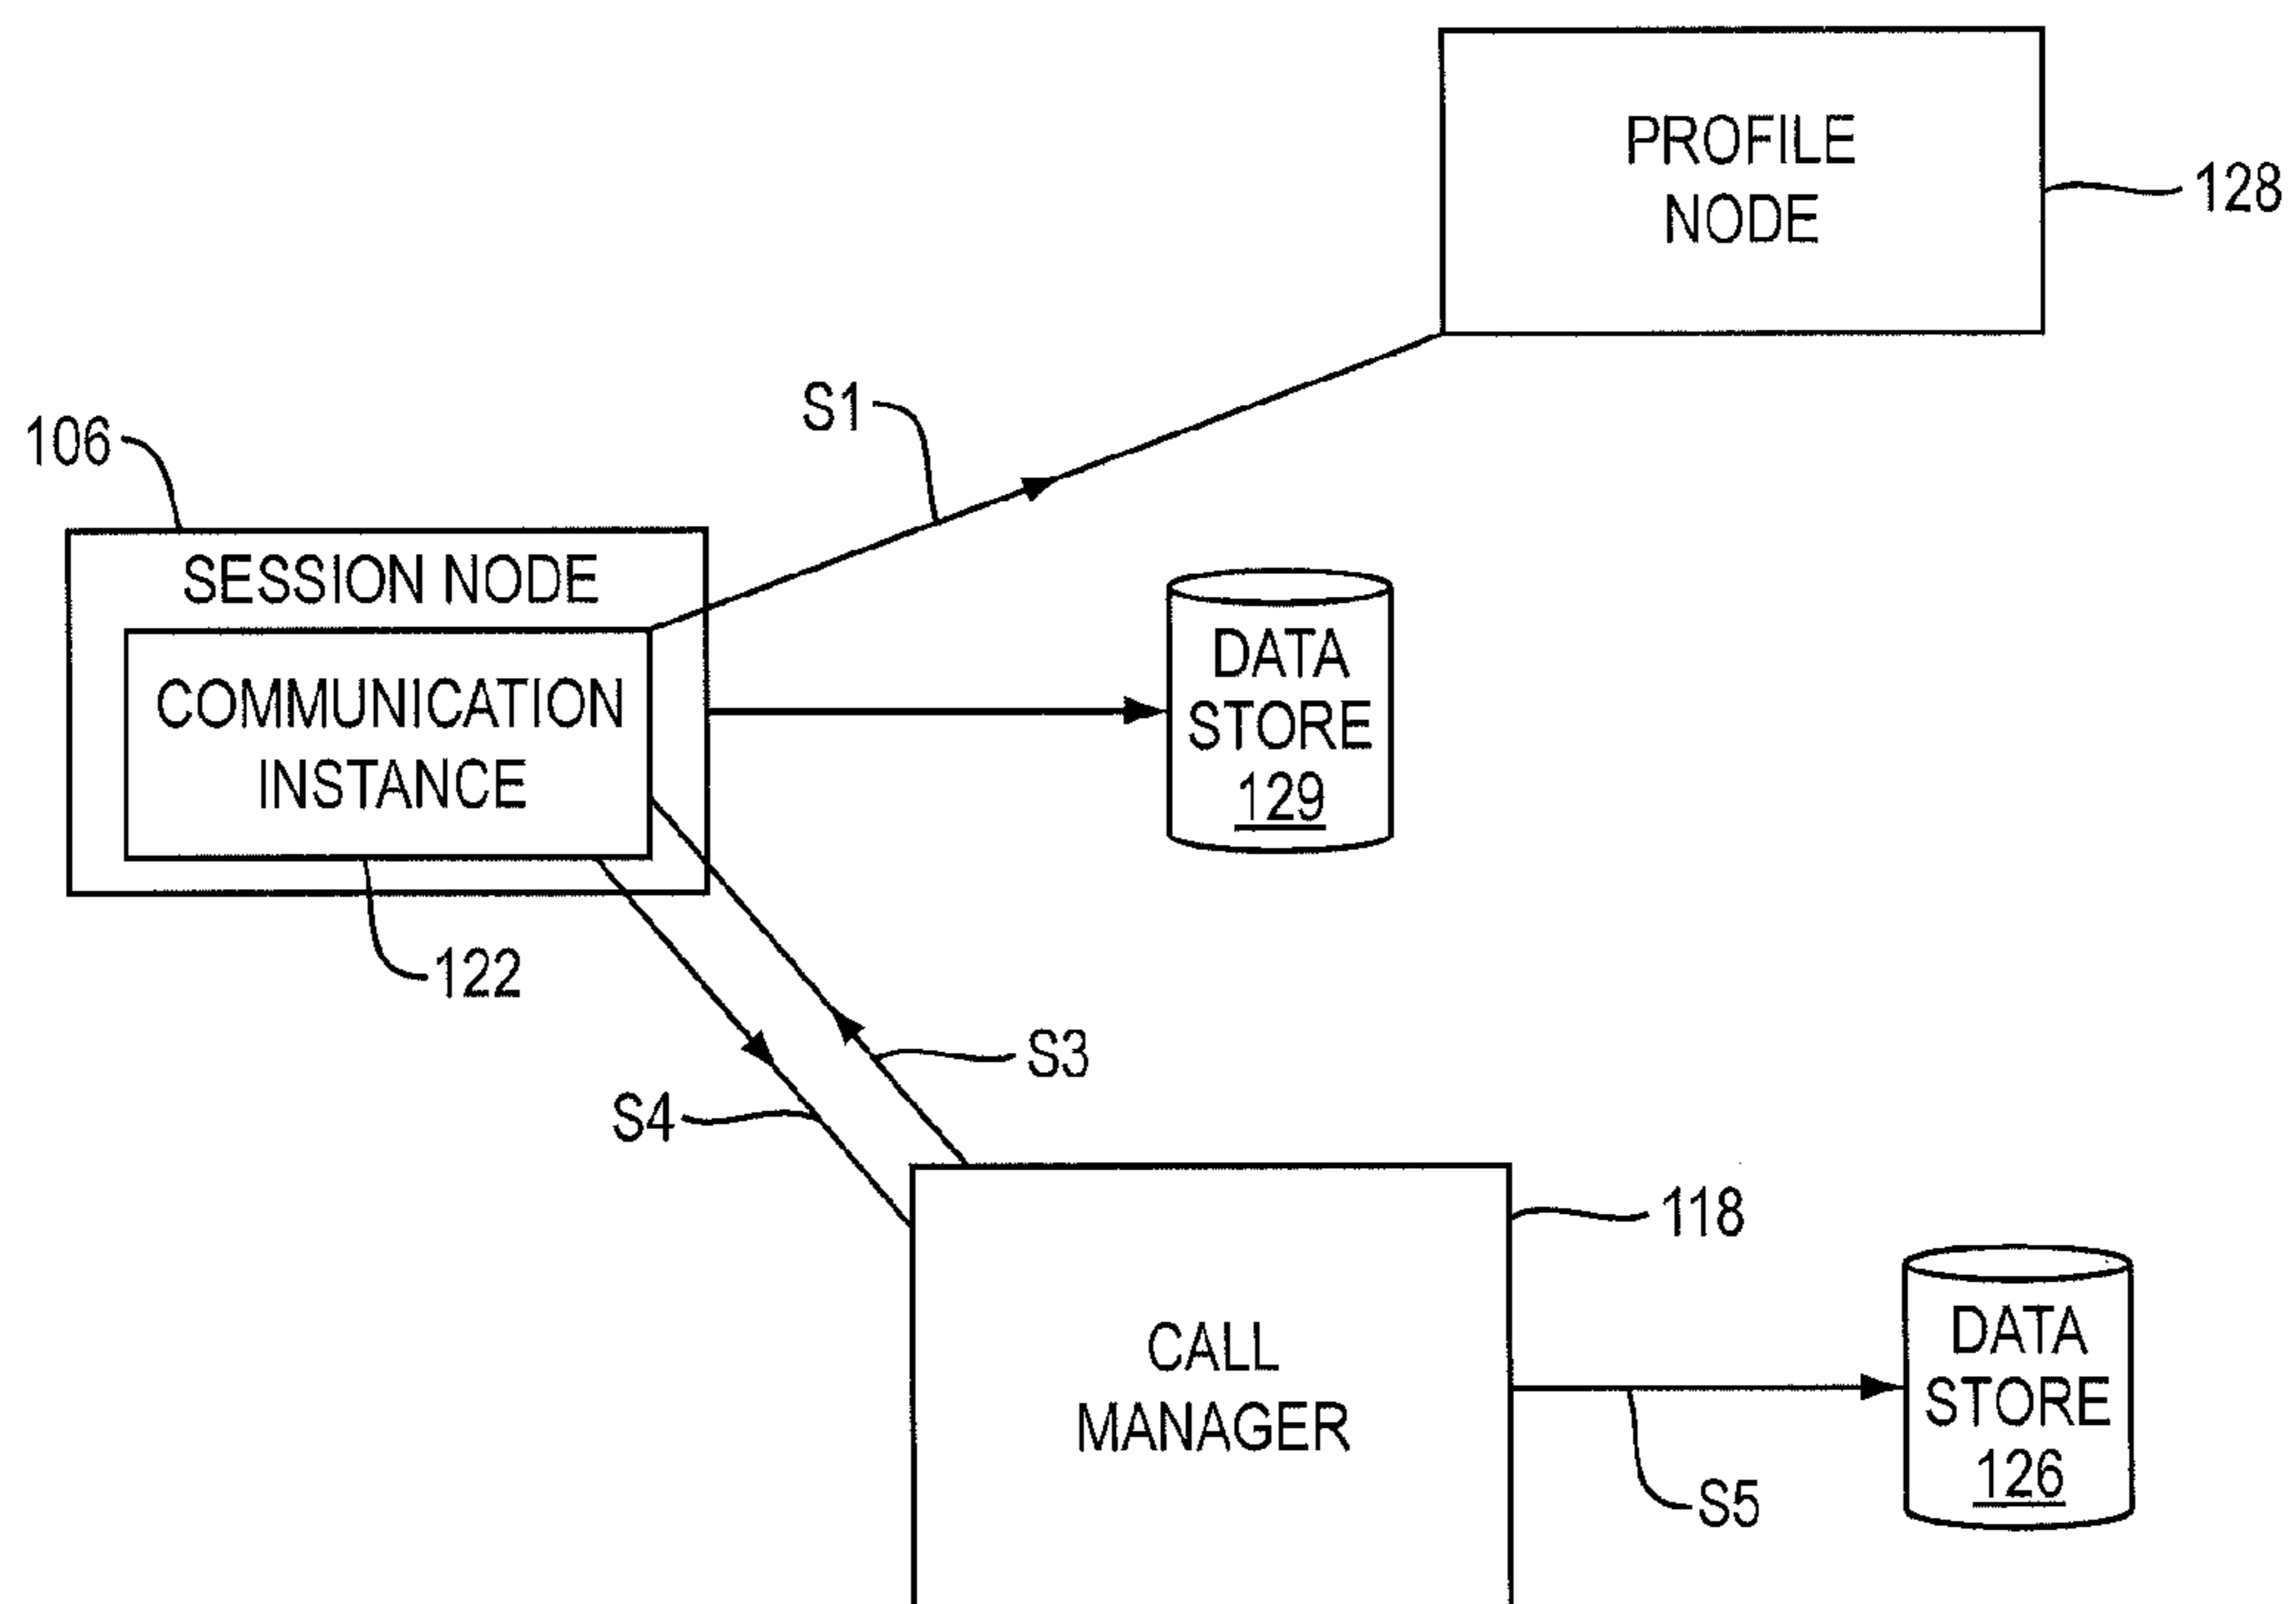 PROFILE
NODE
128
S1
106
SESSION NODE
COMMUNICATION
INSTANCE
DATA
STORE
129
122
S3
S4
118
CALL
MANAGER
DATA
STORE
126
S5